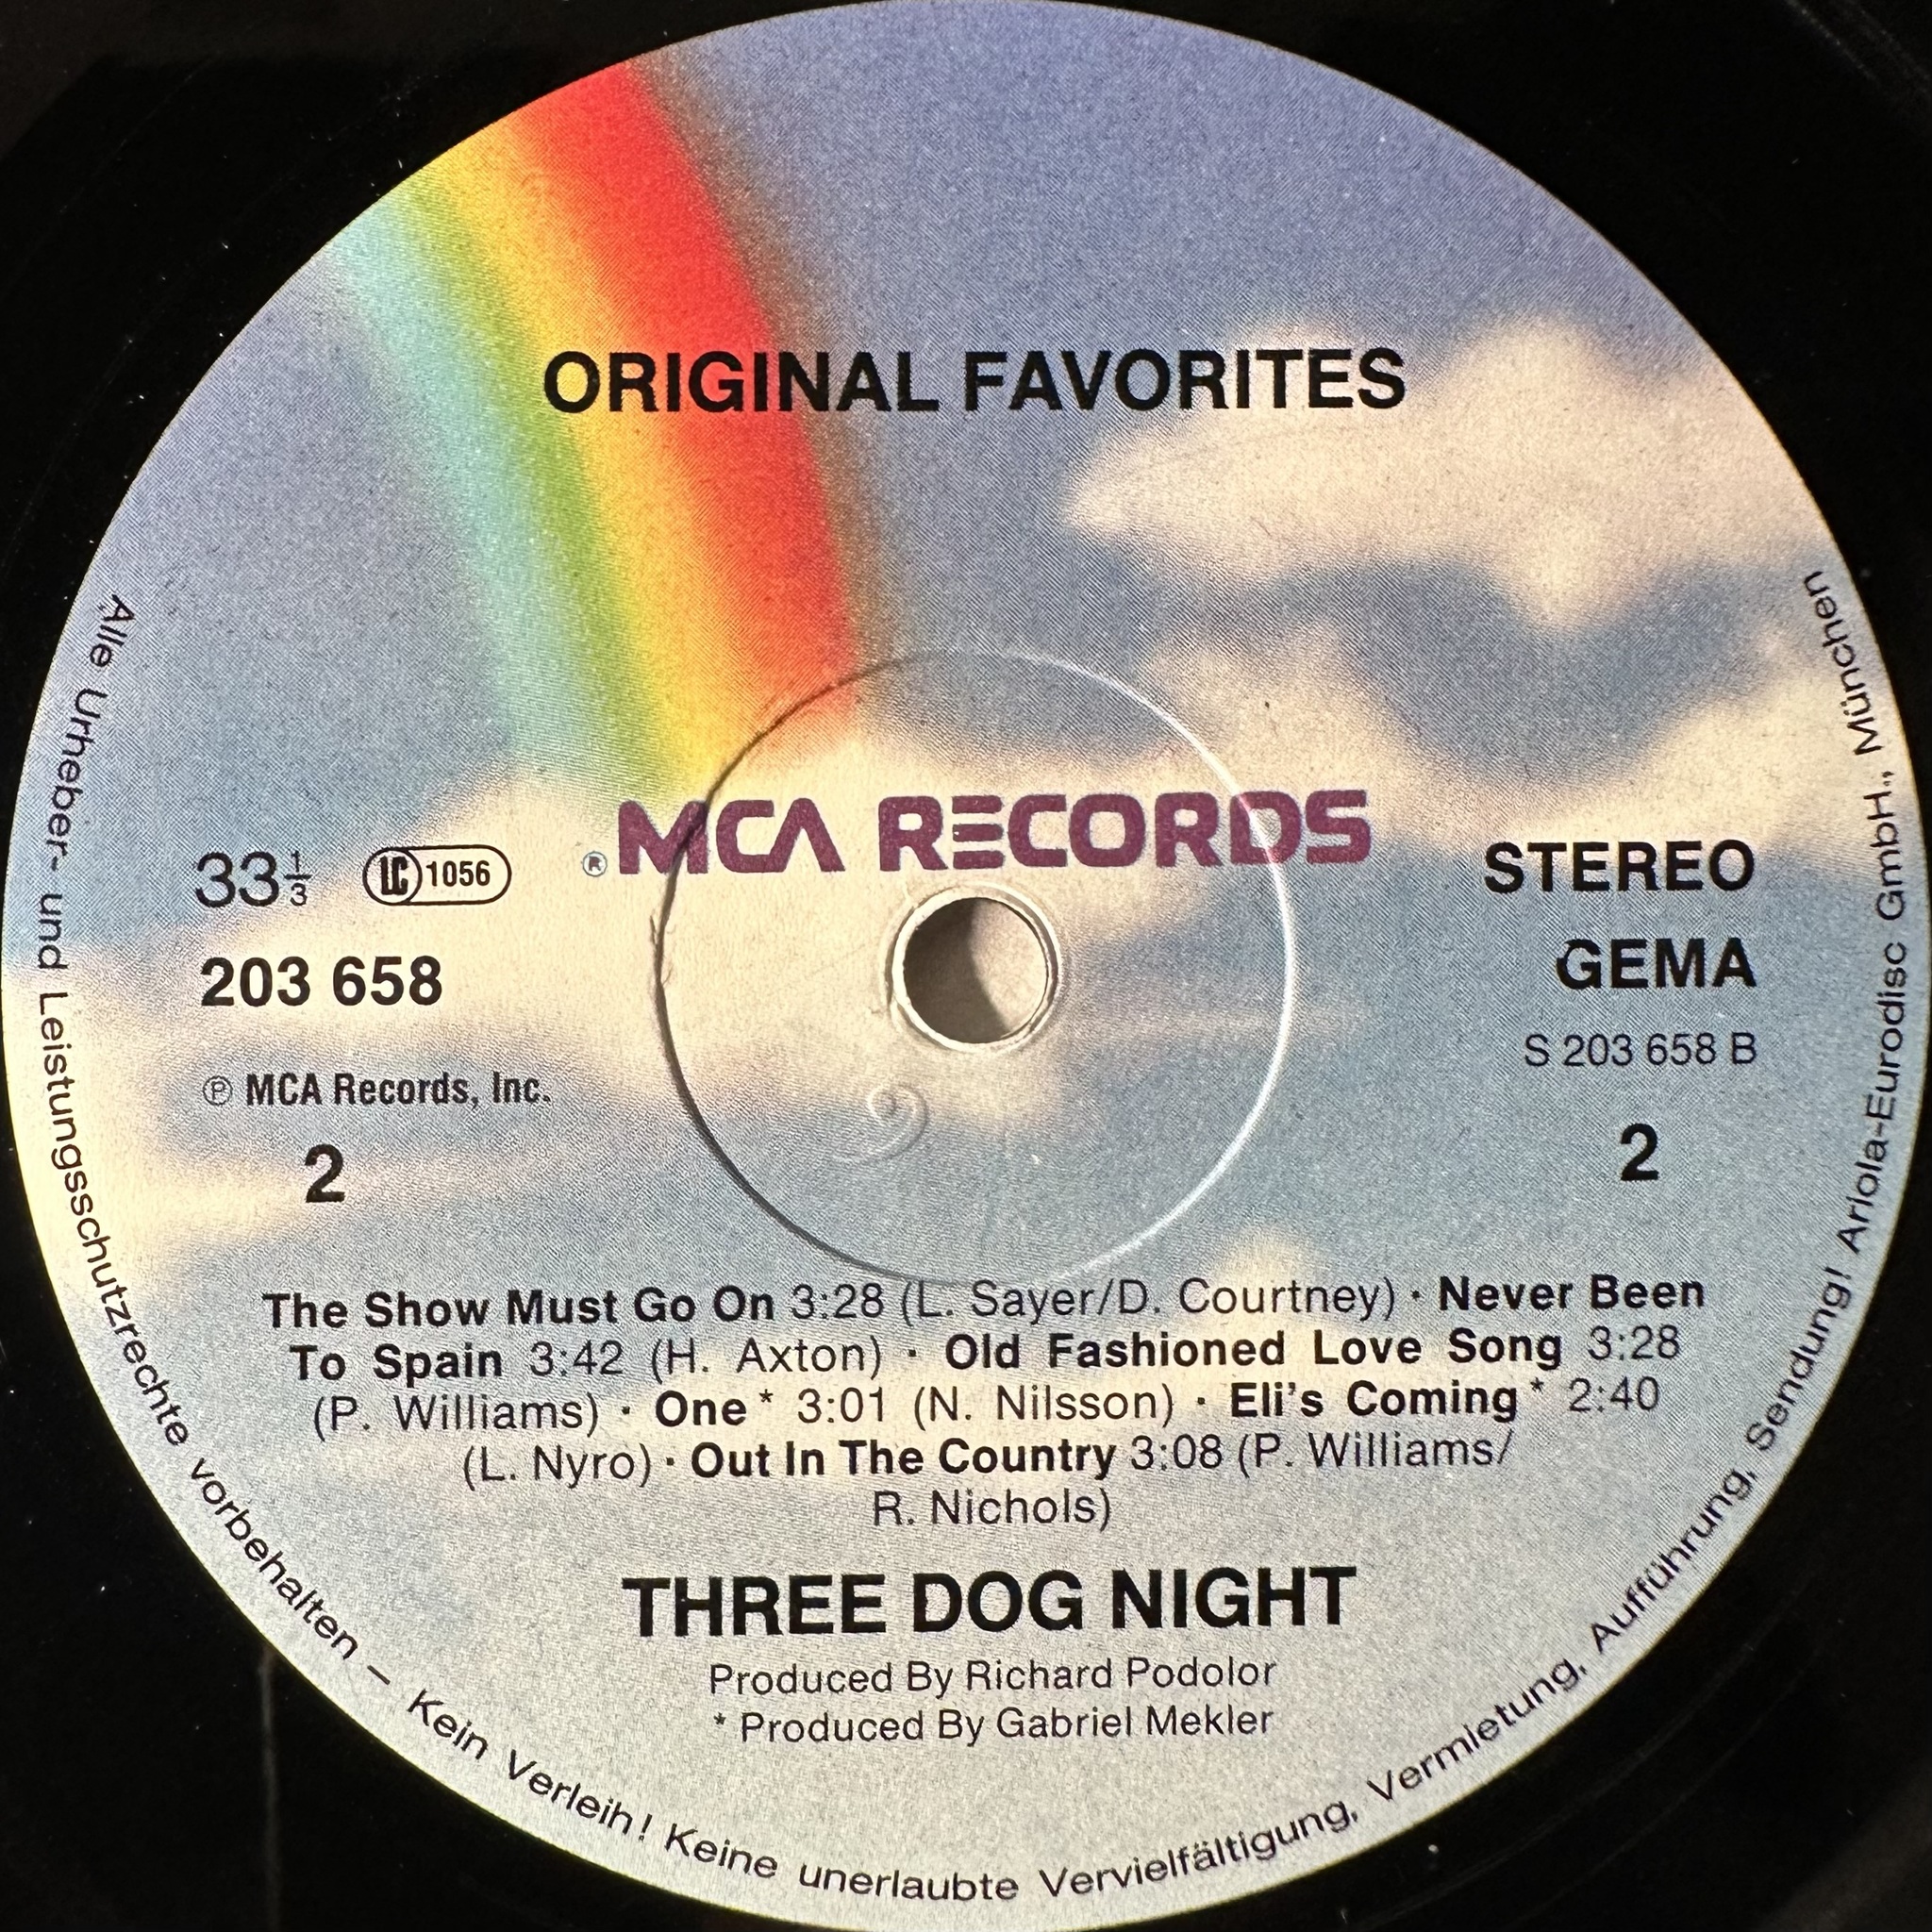 ORIGINAL FAVORITES
® MCA RECORDS
33⅓ LC 1056
203 658
℗ MCA Records, Inc.
2
STEREO
GEMA
S 203 658 B
2
The Show Must Go On 3:28 (L. Sayer/D. Courtney) · Never Been
To Spain 3:42 (H. Axton) · Old Fashioned Love Song 3:28
(P. Williams) · One * 3:01 (N. Nilsson) · Eli's Coming * 2:40
(L. Nyro) · Out In The Country 3:08 (P. Williams/
R. Nichols)
THREE DOG NIGHT
Produced By Richard Podolor
* Produced By Gabriel Mekler
Alle Urheber- und Leistungsschutzrechte vorbehalten – Kein Verleih! Keine unerlaubte Vervielfältigung, Vermietung, Aufführung, Sendung! Ariola-Eurodisc GmbH., München